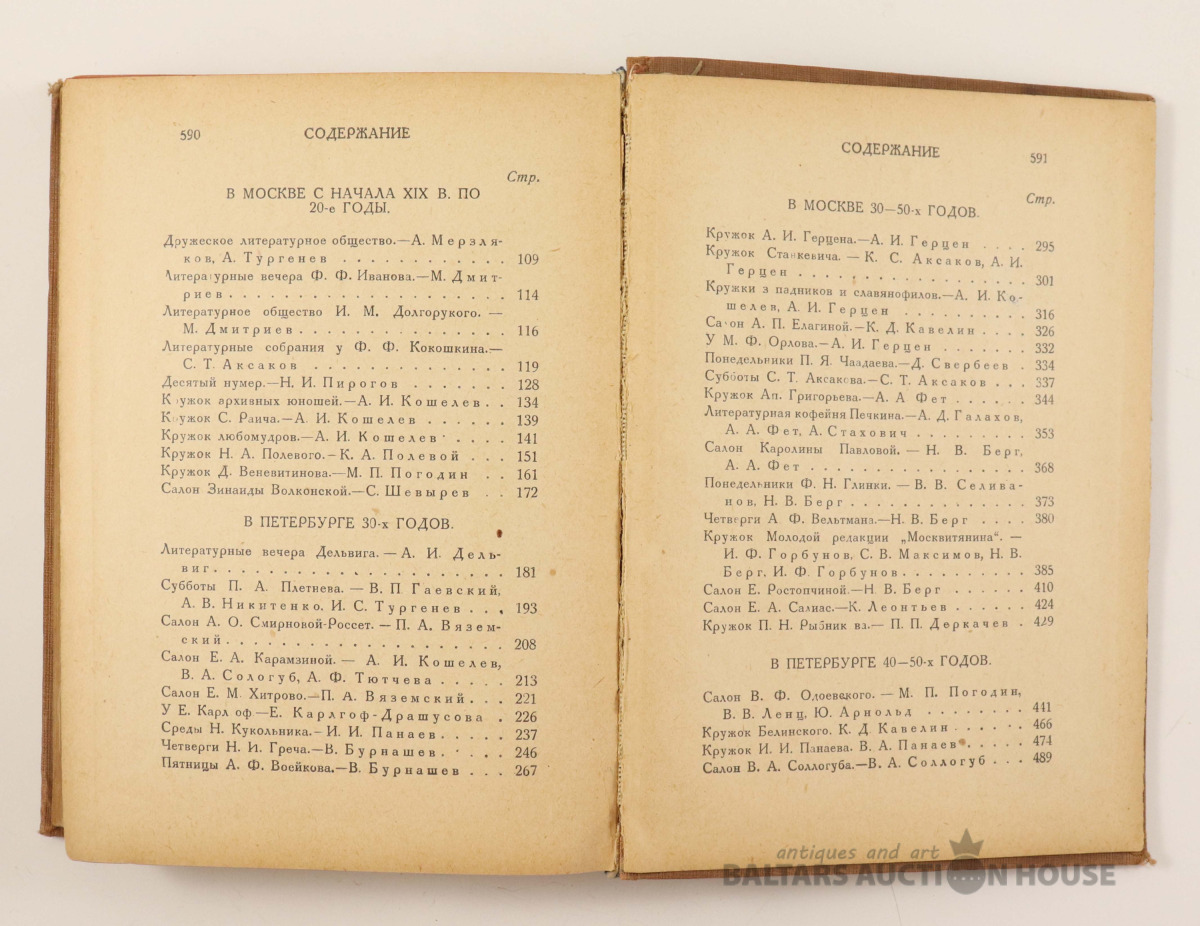 590 СОДЕРЖАНИЕ
Стр.
В МОСКВЕ С НАЧАЛА XIX В. ПО
20-е ГОДЫ.
Дружеское литературное общество.—А. Мерзля-
ков, А. Тургенев . . . . . . . . . . . . 109
Литературные вечера Ф. Ф. Иванова.—М. Дмит-
риев . . . . . . . . . . . . . . . . . . . . 114
Литературное общество И. М. Долгорукого. —
М. Дмитриев . . . . . . . . . . . . . . . 116
Литературные собрания у Ф. Ф. Кокошкина.—
С. Т. Аксаков . . . . . . . . . . . . . . 119
Десятый нумер.—Н. И. Пирогов . . . . . . . 128
Кружок архивных юношей.—А. И. Кошелев . . 134
Кружок С. Раича.—А. И. Кошелев . . . . . . 139
Кружок любомудров.—А. И. Кошелев . . . . 141
Кружок Н. А. Полевого.—К. А. Полевой . . . 151
Кружок Д. Веневитинова.—М. П. Погодин . . 161
Салон Зинаиды Волконской.—С. Шевырев . . 172
В ПЕТЕРБУРГЕ 30-х ГОДОВ.
Литературные вечера Дельвига. — А. И. Дель-
виг . . . . . . . . . . . . . . . . . . . . . 181
Субботы П. А. Плетнева. — В. П. Гаевский,
А. В. Никитенко, И. С. Тургенев . . . 193
Салон А. О. Смирновой-Россет. — П. А. Вязем-
ский . . . . . . . . . . . . . . . . . . . . 208
Салон Е. А. Карамзиной. — А. И. Кошелев,
В. А. Сологуб, А. Ф. Тютчева . . . . . 213
Салон Е. М. Хитрово.—П. А. Вяземский . . . 221
У Е. Карл оф.—Е. Карлгоф-Драшусова . 226
Среды Н. Кукольника.—И. И. Панаев . . . . . 237
Четверги Н. И. Греча.—В. Бурнашев . . . . 246
Пятницы А. Ф. Воейкова.—В. Бурнашев . . . 267
СОДЕРЖАНИЕ 591
Стр.
В МОСКВЕ 30—50-х ГОДОВ.
Кружок А. И. Герцена.—А. И. Герцен . . . . 295
Кружок Станкевича. — К. С. Аксаков, А. И.
Герцен . . . . . . . . . . . . . . . . . 301
Кружки з падников и славянофилов.—А. И. Ко-
шелев, А. И. Герцен . . . . . . . . . . 316
Салон А. П. Елагиной.—К. Д. Кавелин . . . . 326
У М. Ф. Орлова.—А. И. Герцен . . . . . . . 332
Понедельники П. Я. Чаадаева.—Д. Свербеев . 334
Субботы С. Т. Аксакова.—С. Т. Аксаков . . . 337
Кружок Ап. Григорьева.—А. А Фет . . . . . . 344
Литературная кофейня Печкина.—А. Д. Галахов,
А. А. Фет, А. Стахович . . . . . . . . . 353
Салон Каролины Павловой. — Н. В. Берг,
А. А. Фет . . . . . . . . . . . . . . . . 368
Понедельники Ф. Н. Глинки. — В. В. Селива-
нов, Н. В. Берг . . . . . . . . . . . . . 373
Четверги А. Ф. Вельтмана.—Н. В. Берг . . . . 380
Кружок Молодой редакции „Москвитянина“. —
И. Ф. Горбунов, С. В. Максимов, Н. В.
Берг, И. Ф. Горбунов . . . . . . . . . . 385
Салон Е. Ростопчиной.—Н. В. Берг . . . . . . 410
Салон Е. А. Салиас.—К. Леонтьев . . . . . . 424
Кружок П. Н. Рыбник ва.— П. П. Деркачев . 429
В ПЕТЕРБУРГЕ 40—50-х ГОДОВ.
Салон В. Ф. Одоевского. — М. П. Погодин,
В. В. Ленц, Ю. Арнольд . . . . . . . . 441
Кружок Белинского. К. Д. Кавелин . . . . . . 466
Кружок И. И. Панаева. В. А. Панаев . . . . . 474
Салон В. А. Соллогуба.—В. А. Соллогуб . . . 489
antiques and art
BALTARS AUCTION HOUSE